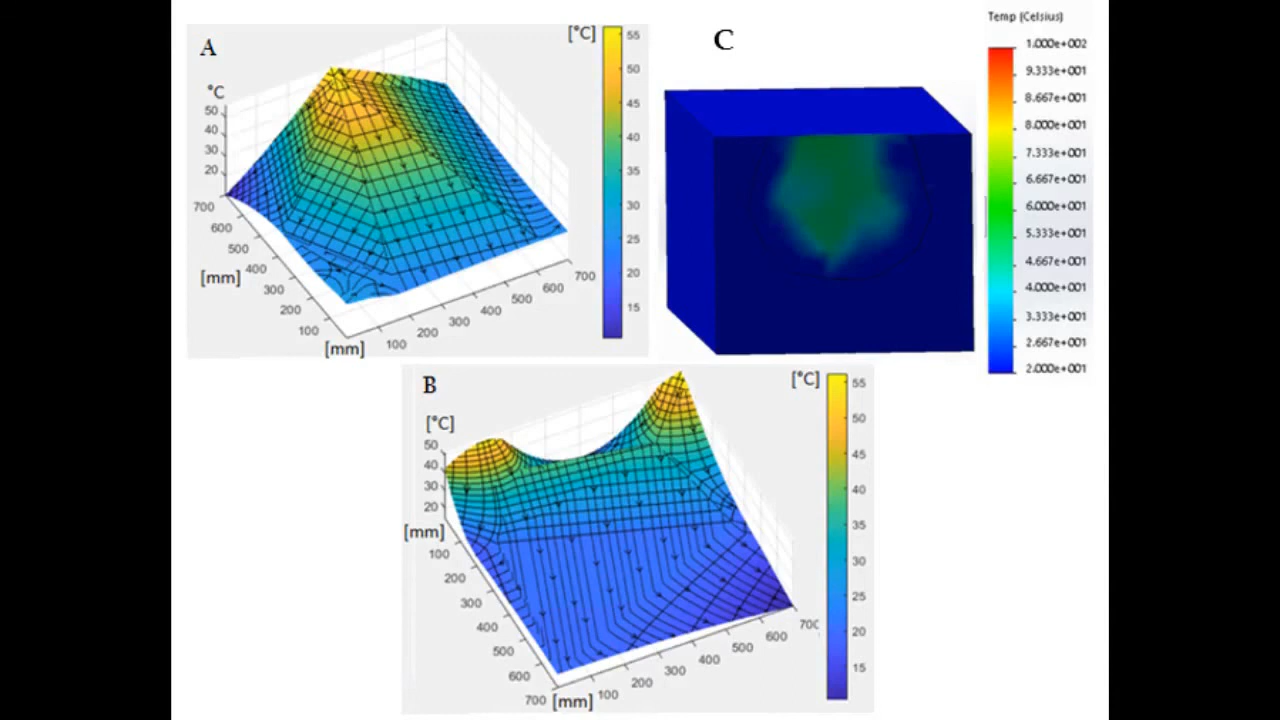 A
°C
50
40
30
20
700
600
500
400
300
200
100
[mm]
[mm]
100
200
300
400
500
600
700
[°C]
55
50
45
40
35
30
25
20
15
C
Temp (Celsius)
1.000e+002
9.333e+001
8.667e+001
8.000e+001
7.333e+001
6.667e+001
6.000e+001
5.333e+001
4.667e+001
4.000e+001
3.333e+001
2.667e+001
2.000e+001
B
[°C]
50
40
30
20
[mm]
100
200
300
400
500
600
700
[mm]
100
200
300
400
500
600
700
[°C]
55
50
45
40
35
30
25
20
15